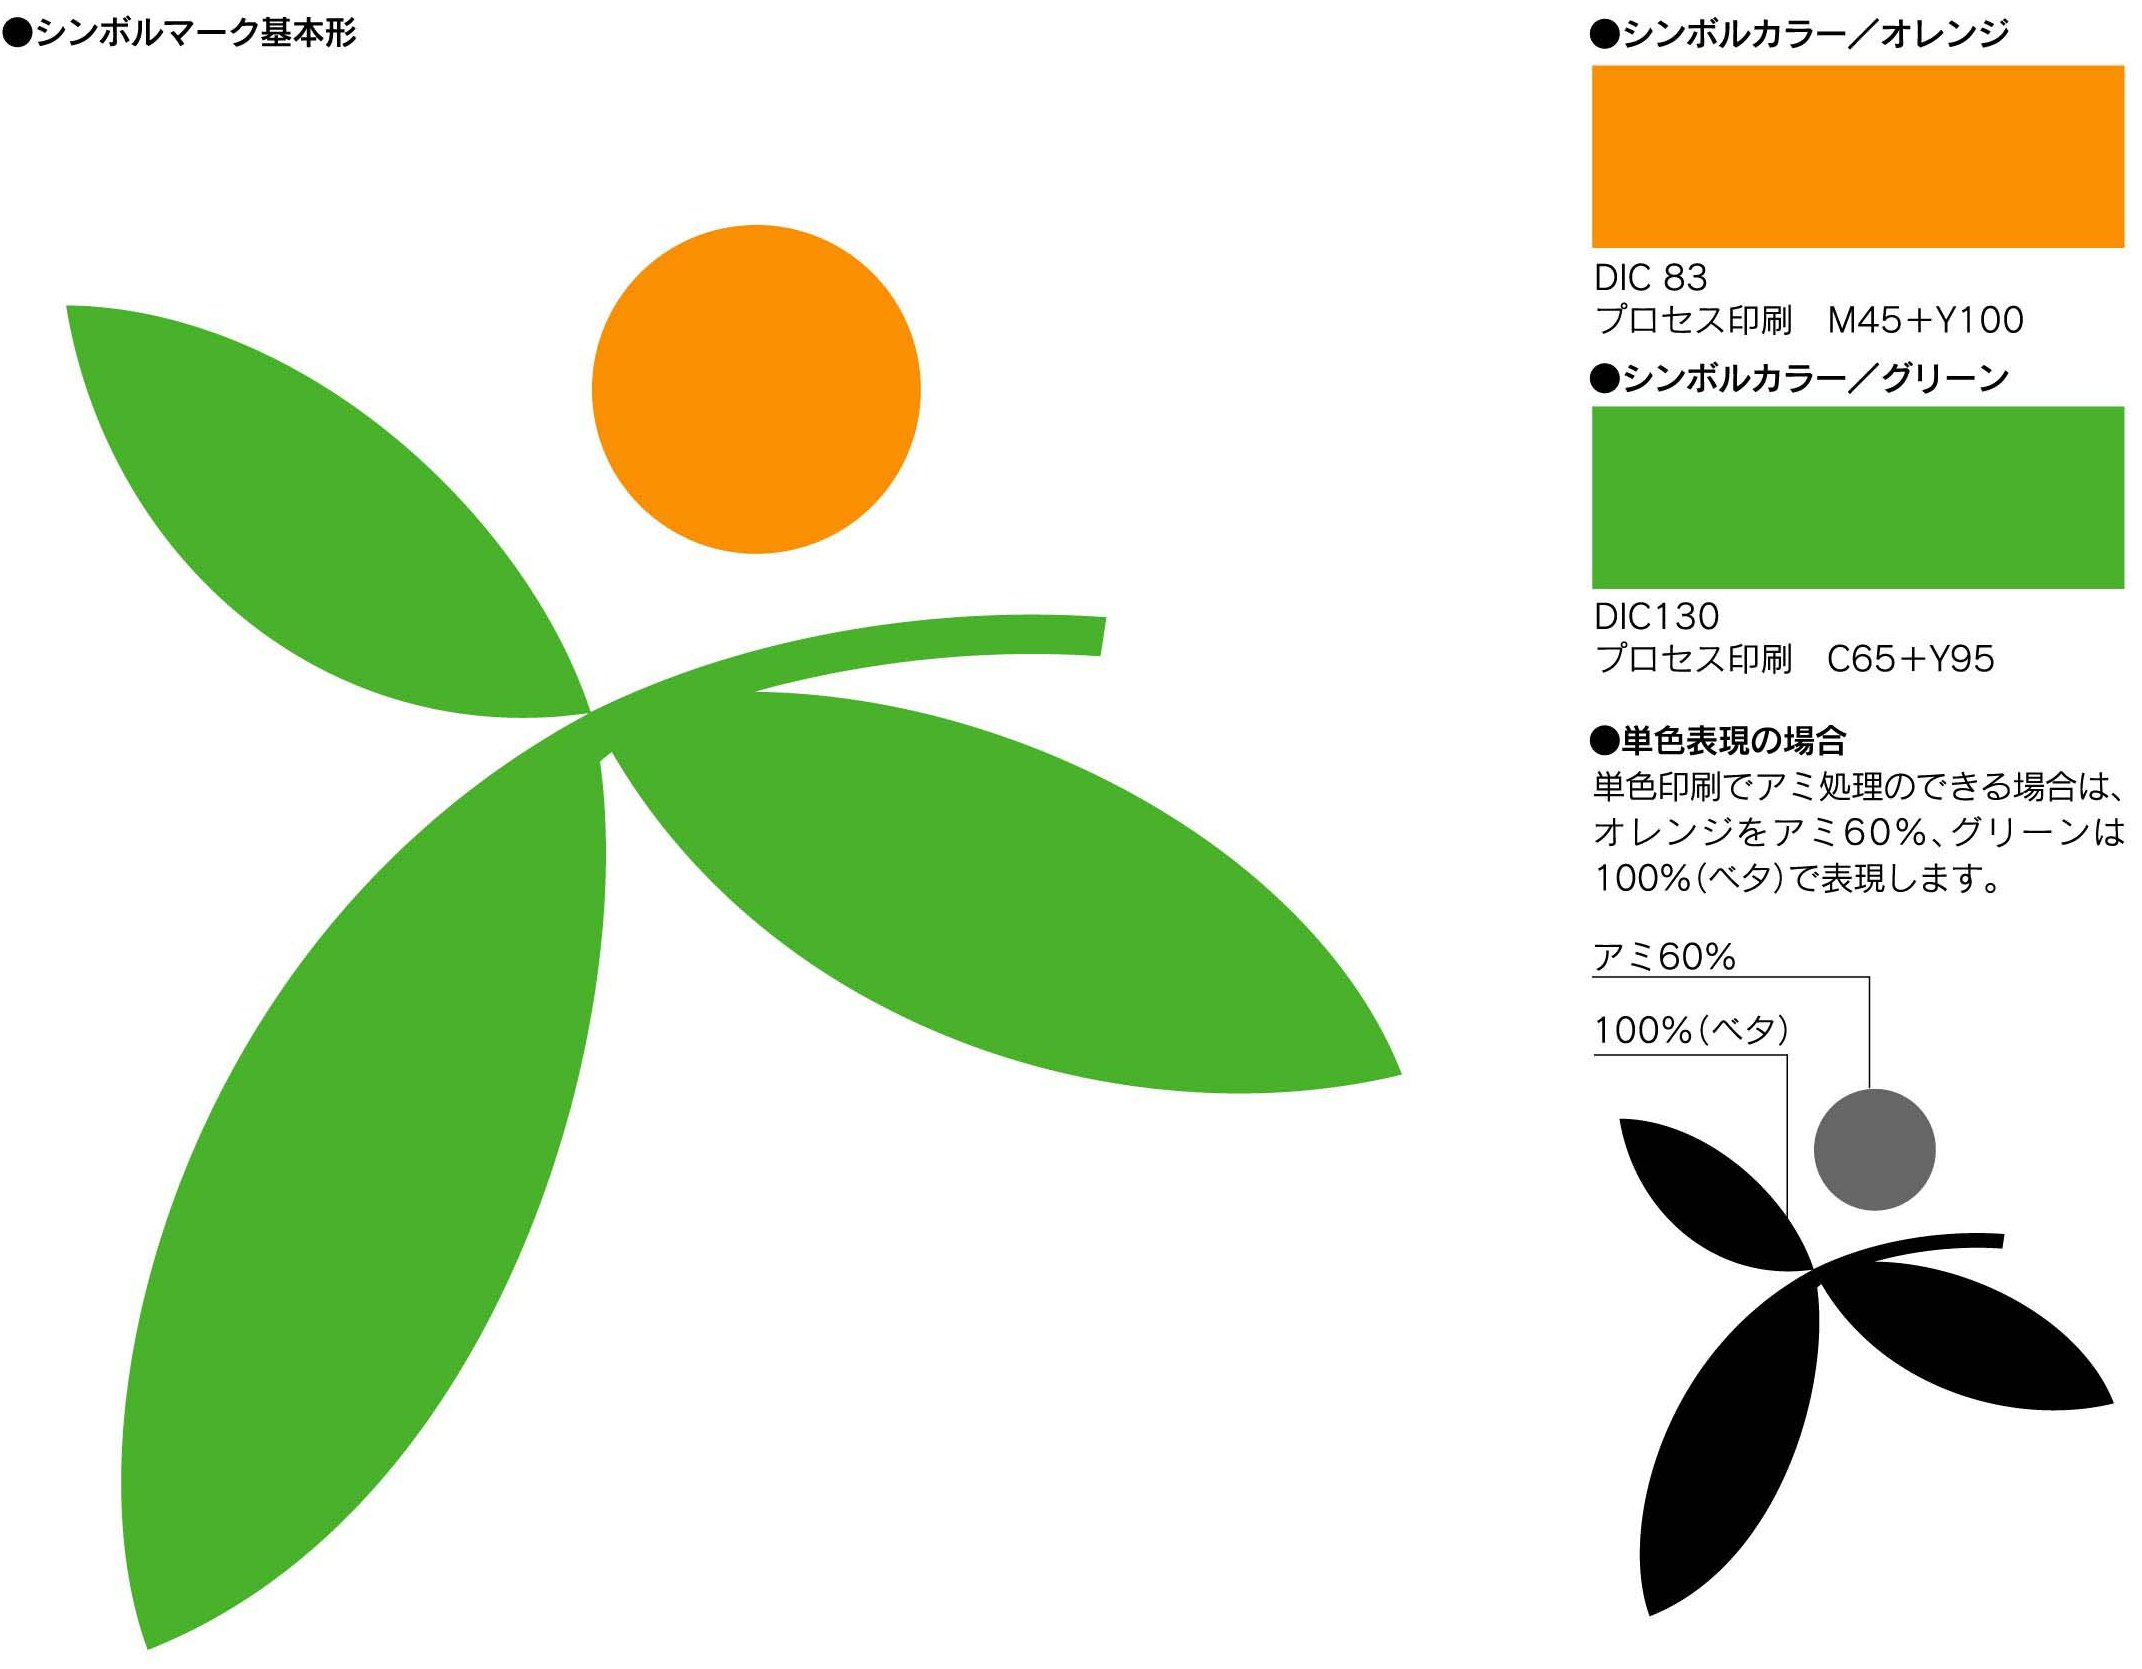 ●シンボルマーク基本形
●シンボルカラー／オレンジ
DIC 83
プロセス印刷　M45＋Y100
●シンボルカラー／グリーン
DIC130
プロセス印刷　C65＋Y95
●単色表現の場合
単色印刷でアミ処理のできる場合は、
オレンジをアミ60％、グリーンは
100％（ベタ）で表現します。
アミ60％
100％（ベタ）